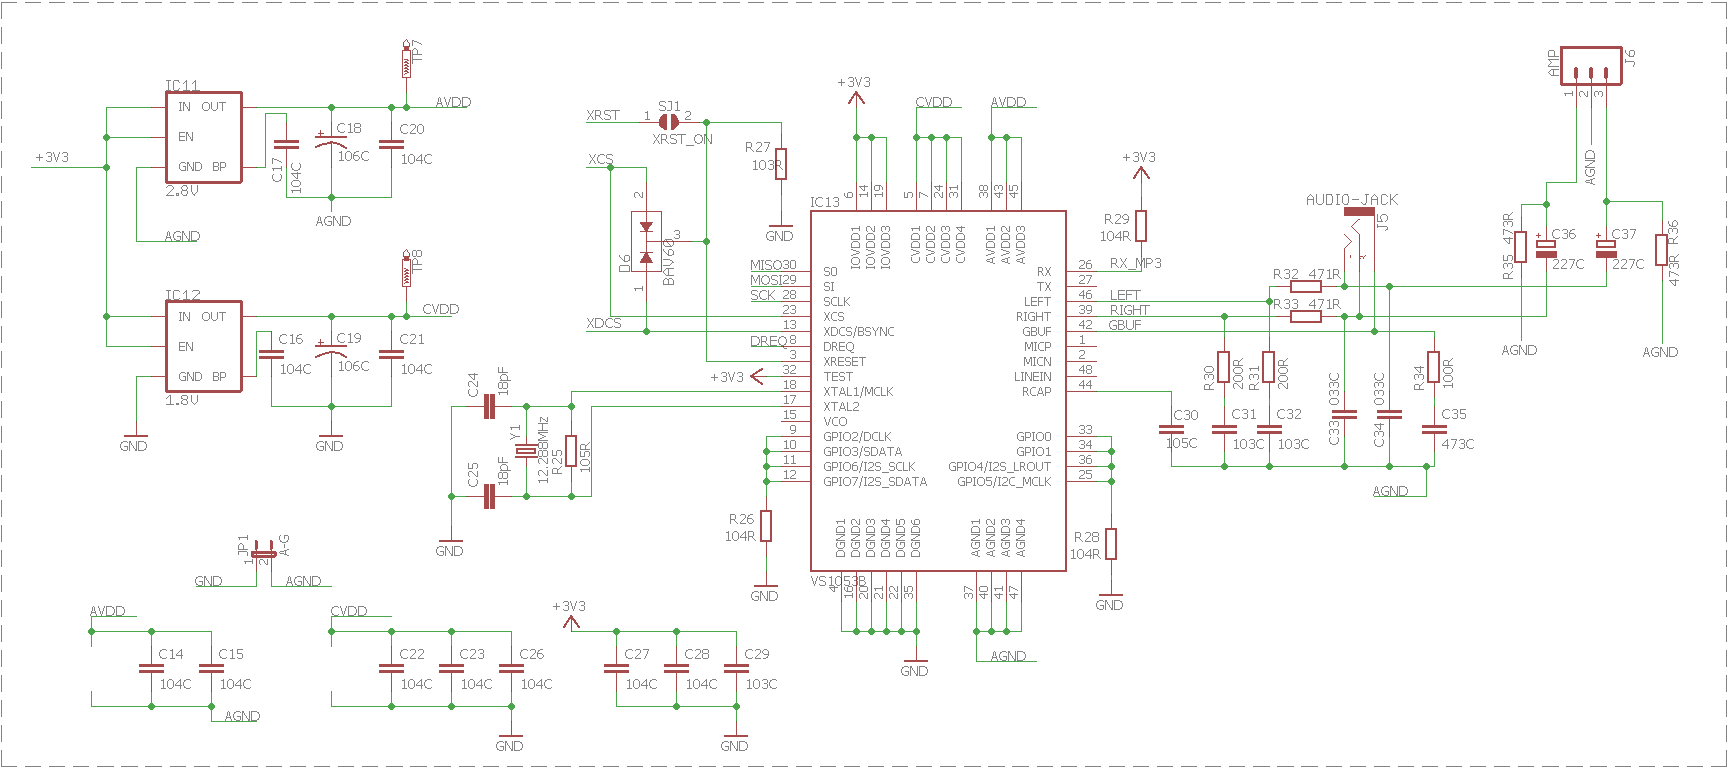 IC11
IN OUT
EN
GND BP
2.8V
+3V3
AGND
C17
104C
C18
106C
C20
104C
AGND
TP7
AVDD
IC12
IN OUT
EN
GND BP
1.8V
GND
C16
104C
C19
106C
C21
104C
GND
TP8
CVDD
XRST
1
SJ1
2
XRST_ON
R27
103R
GND
XCS
2
3
1
D6
BAV60
XDCS
MISO
MOSI
SCK
DREQ
+3V3
C24
18pF
C25
18pF
Y1
12.288MHz
R25
105R
GND
R26
104R
GND
+3V3
CVDD
AVDD
6
14
19
5
7
24
31
38
43
45
IC13
IOVDD1
IOVDD2
IOVDD3
CVDD1
CVDD2
CVDD3
CVDD4
AVDD1
AVDD2
AVDD3
30 SO
29 SI
28 SCLK
23 XCS
13 XDCS/BSYNC
8 DREQ
3 XRESET
32 TEST
18 XTAL1/MCLK
17 XTAL2
15 VCO
9 GPIO2/DCLK
10 GPIO3/SDATA
11 GPIO6/I2S_SCLK
12 GPIO7/I2S_SDATA
RX 26
TX 27
LEFT 46
RIGHT 39
GBUF 42
MICP 1
MICN 2
LINEIN 48
RCAP 44
GPIO0 33
GPIO1 34
GPIO4/I2S_LROUT 36
GPIO5/I2C_MCLK 25
DGND1
DGND2
DGND3
DGND4
DGND5
DGND6
AGND1
AGND2
AGND3
AGND4
VS1053B
4
16
20
21
22
35
37
40
41
47
GND
AGND
R28
104R
GND
+3V3
R29
104R
RX_MP3
LEFT
RIGHT
GBUF
AUDIO-JACK
J5
R32 471R
R33 471R
R30
200R
R31
200R
C33
033C
C34
033C
R34
100R
C30
105C
C31
103C
C32
103C
C35
473C
AGND
AMP
J6
1
2
3
AGND
R35 473R
C36
227C
C37
227C
473R R36
AGND
AGND
JP1
1
2
A-G
GND
AGND
AVDD
C14
104C
C15
104C
AGND
CVDD
C22
104C
C23
104C
C26
104C
GND
+3V3
C27
104C
C28
104C
C29
103C
GND